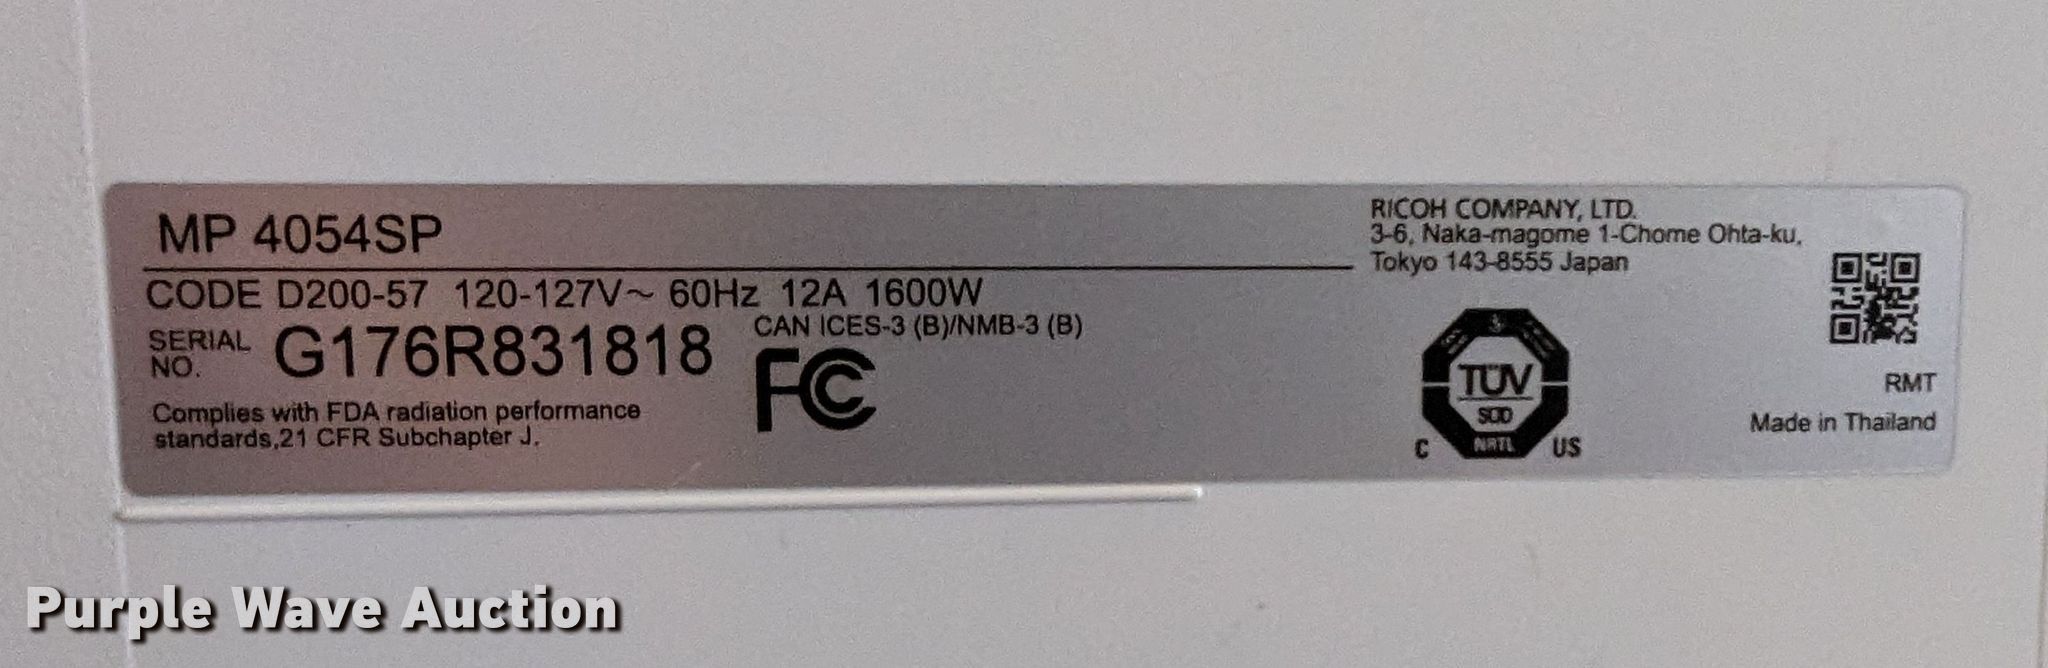 MP 4054SP
CODE D200-57 120-127V~ 60Hz 12A 1600W
SERIAL
NO. G176R831818
CAN ICES-3 (B)/NMB-3 (B)
FC
Complies with FDA radiation performance
standards,21 CFR Subchapter J.
RICOH COMPANY, LTD.
3-6, Naka-magome 1-Chome Ohta-ku,
Tokyo 143-8555 Japan
TÜV
NRTL
C US
RMT
Made in Thailand
Purple Wave Auction